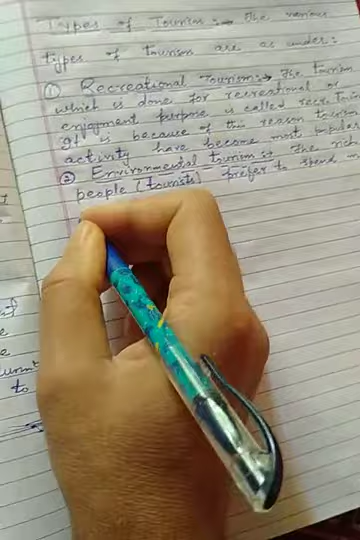 Types of Tourism :→ The various
types of tourism are as under :
① Recreational Tourism :→ The tourism
which is done for recreational or
enjoyment purpose is called recreation
It is because of this reason tourism
activity have become most popular
② Environmental tourism :→ The rich
people (tourists) prefer to spend
to